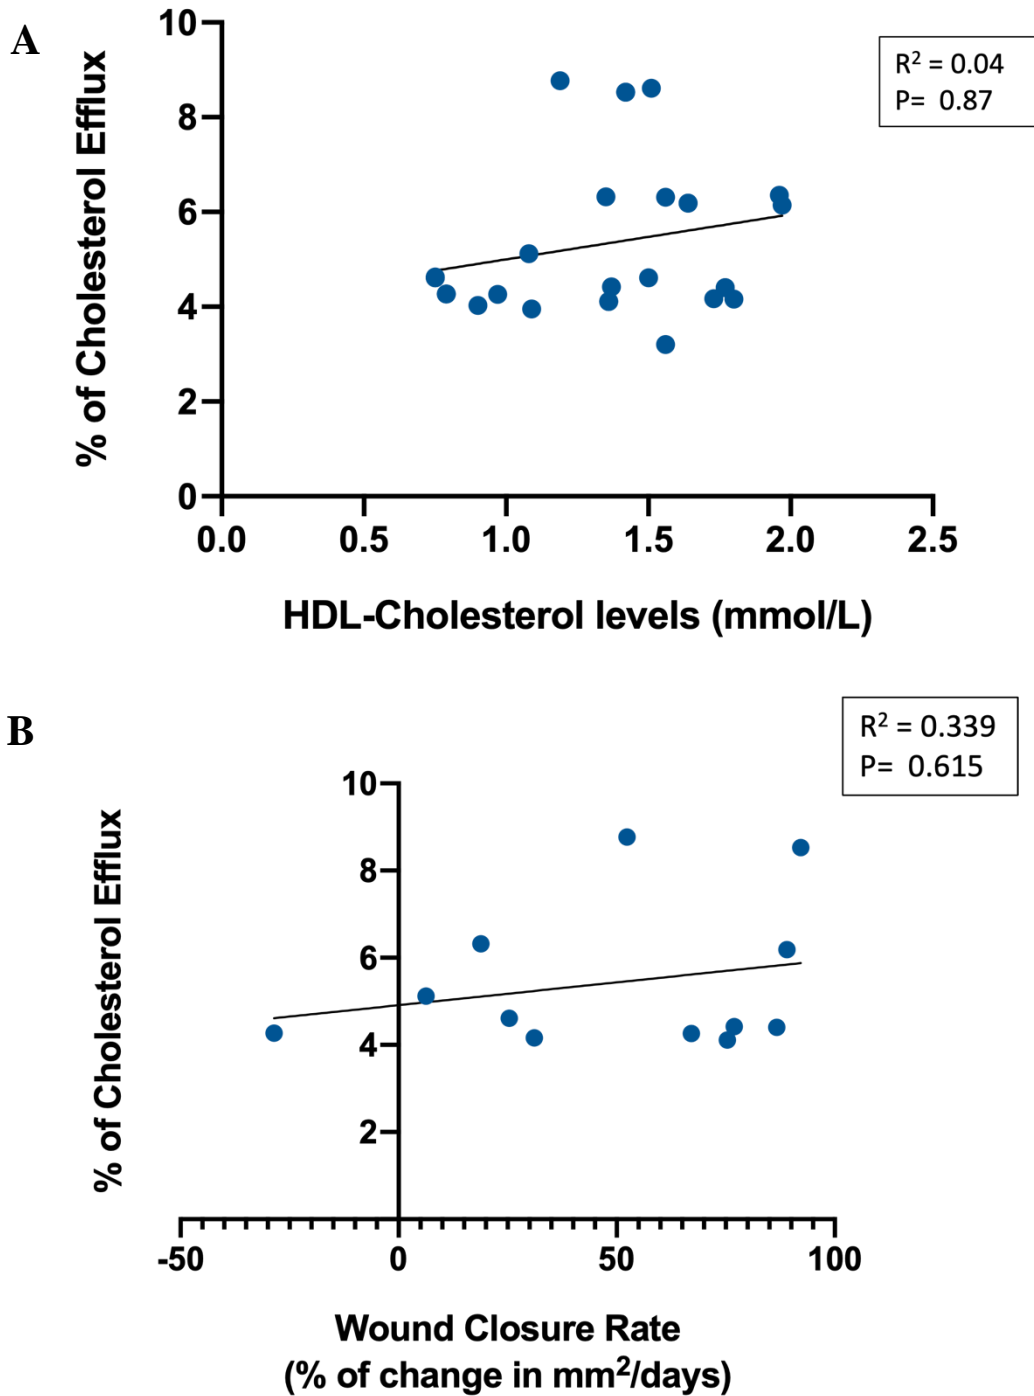 A
R² = 0.04
P= 0.87
% of Cholesterol Efflux
10
8
6
4
2
0
0.0 0.5 1.0 1.5 2.0 2.5
HDL-Cholesterol levels (mmol/L)
B
R² = 0.339
P= 0.615
% of Cholesterol Efflux
10
8
6
4
2
-50 0 50 100
Wound Closure Rate
(% of change in mm²/days)